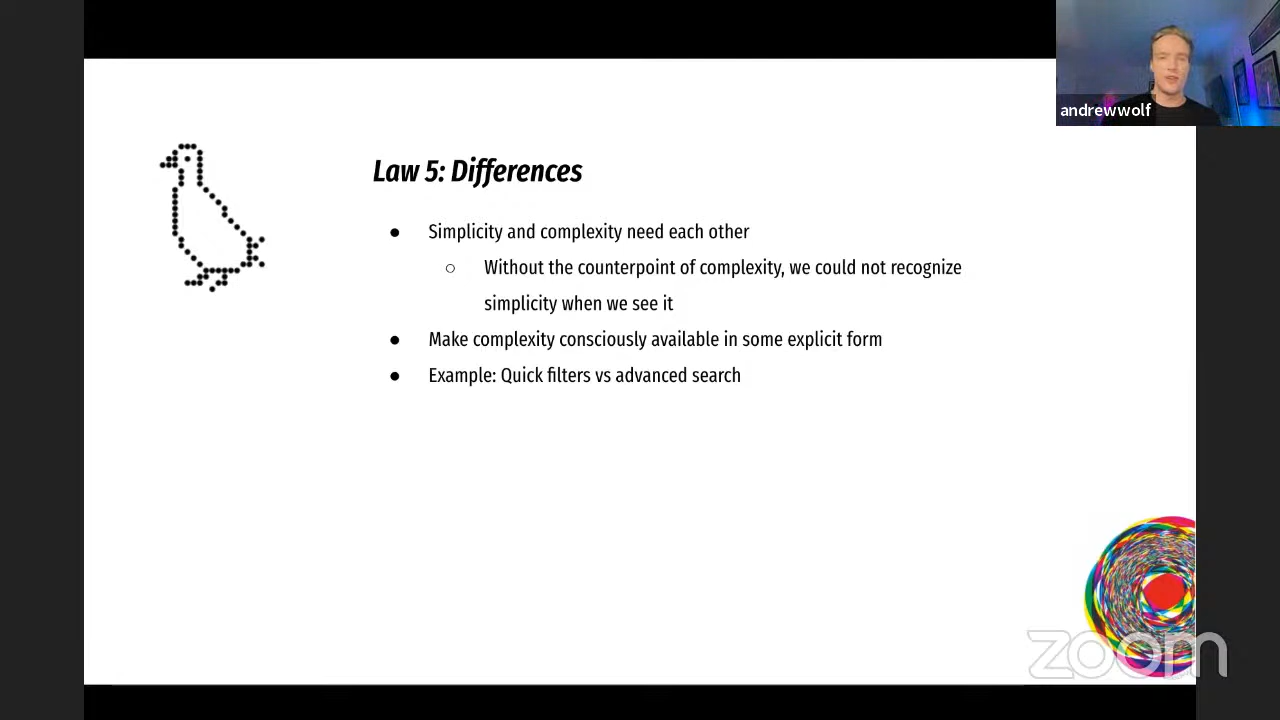 andrewwolf
Law 5: Differences
● Simplicity and complexity need each other
○ Without the counterpoint of complexity, we could not recognize
simplicity when we see it
● Make complexity consciously available in some explicit form
● Example: Quick filters vs advanced search
zoom